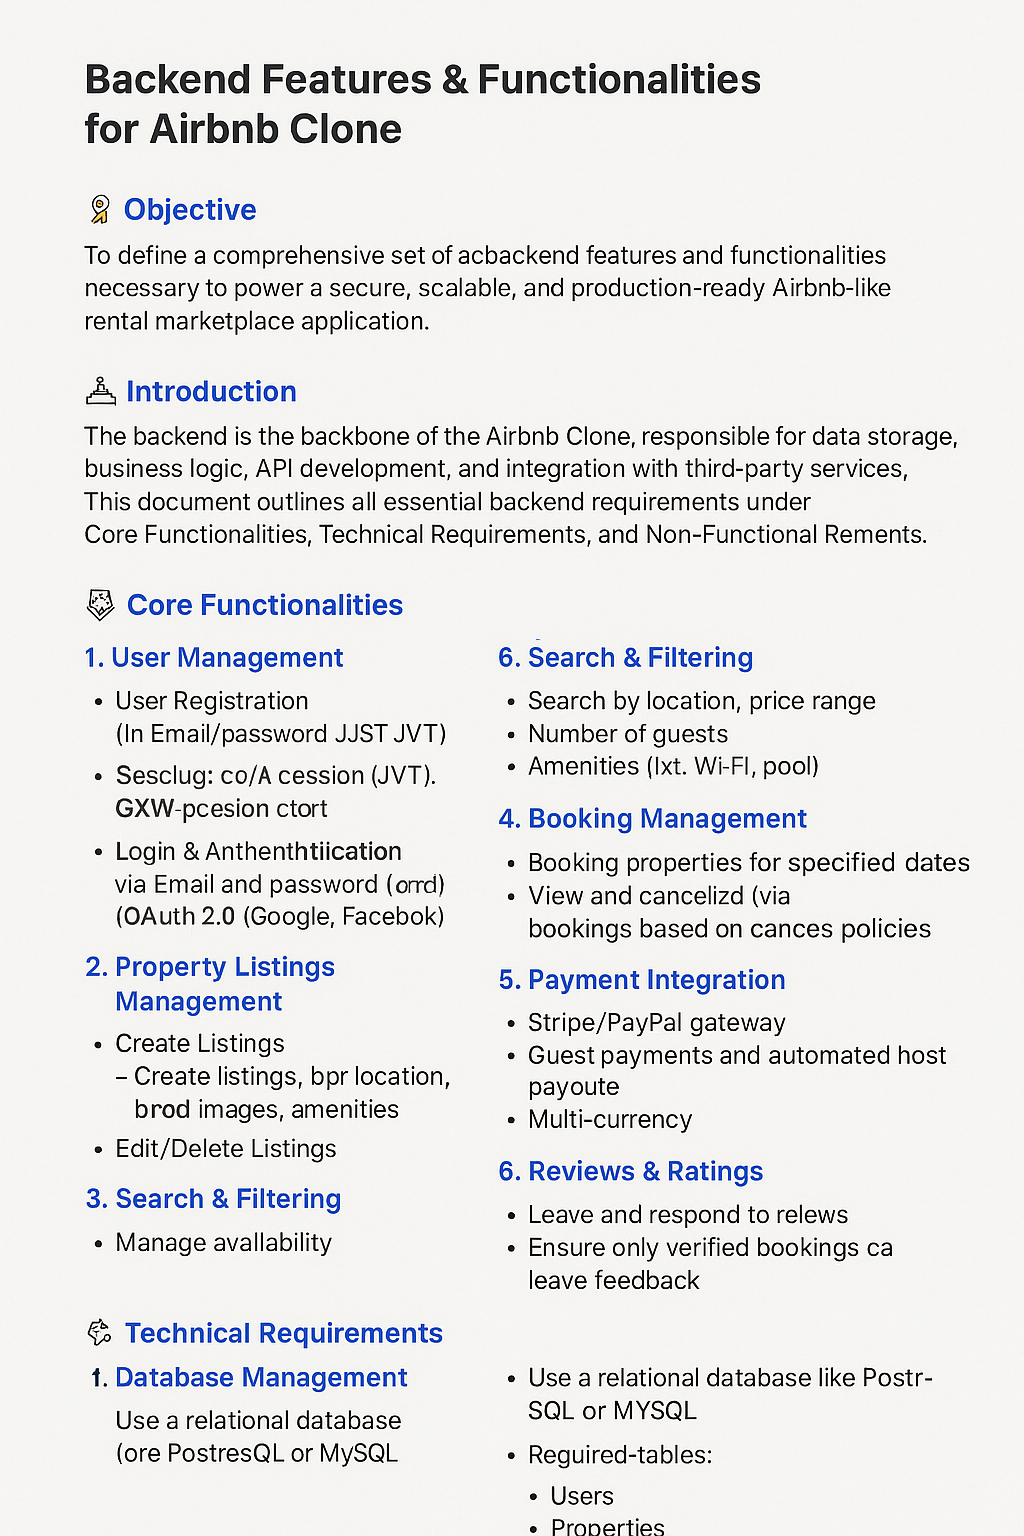 Backend Features & Functionalities
for Airbnb Clone
Objective
To define a comprehensive set of acbackend features and functionalities
necessary to power a secure, scalable, and production-ready Airbnb-like
rental marketplace application.
Introduction
The backend is the backbone of the Airbnb Clone, responsible for data storage,
business logic, API development, and integration with third-party services,
This document outlines all essential backend requirements under
Core Functionalities, Technical Requirements, and Non-Functional Rements.
Core Functionalities
1. User Management
• User Registration
(In Email/password JJST JVT)
• Sesclug: co/A cession (JVT).
GXW-pcesion ctort
• Login & Anthenthtiication
via Email and password (orrd)
(OAuth 2.0 (Google, Facebok)
2. Property Listings
Management
• Create Listings
– Create listings, bpr location,
brod images, amenities
• Edit/Delete Listings
3. Search & Filtering
• Manage avallability
6. Search & Filtering
• Search by location, price range
• Number of guests
• Amenities (Ixt. Wi-FI, pool)
4. Booking Management
• Booking properties for specified dates
• View and cancelizd (via
bookings based on cances policies
5. Payment Integration
• Stripe/PayPal gateway
• Guest payments and automated host
payoute
• Multi-currency
6. Reviews & Ratings
• Leave and respond to relews
• Ensure only verified bookings ca
leave feedback
Technical Requirements
1. Database Management
Use a relational database
(ore PostresQL or MySQL
• Use a relational database like Postr-
SQL or MYSQL
• Reguired-tables:
• Users
• Properties